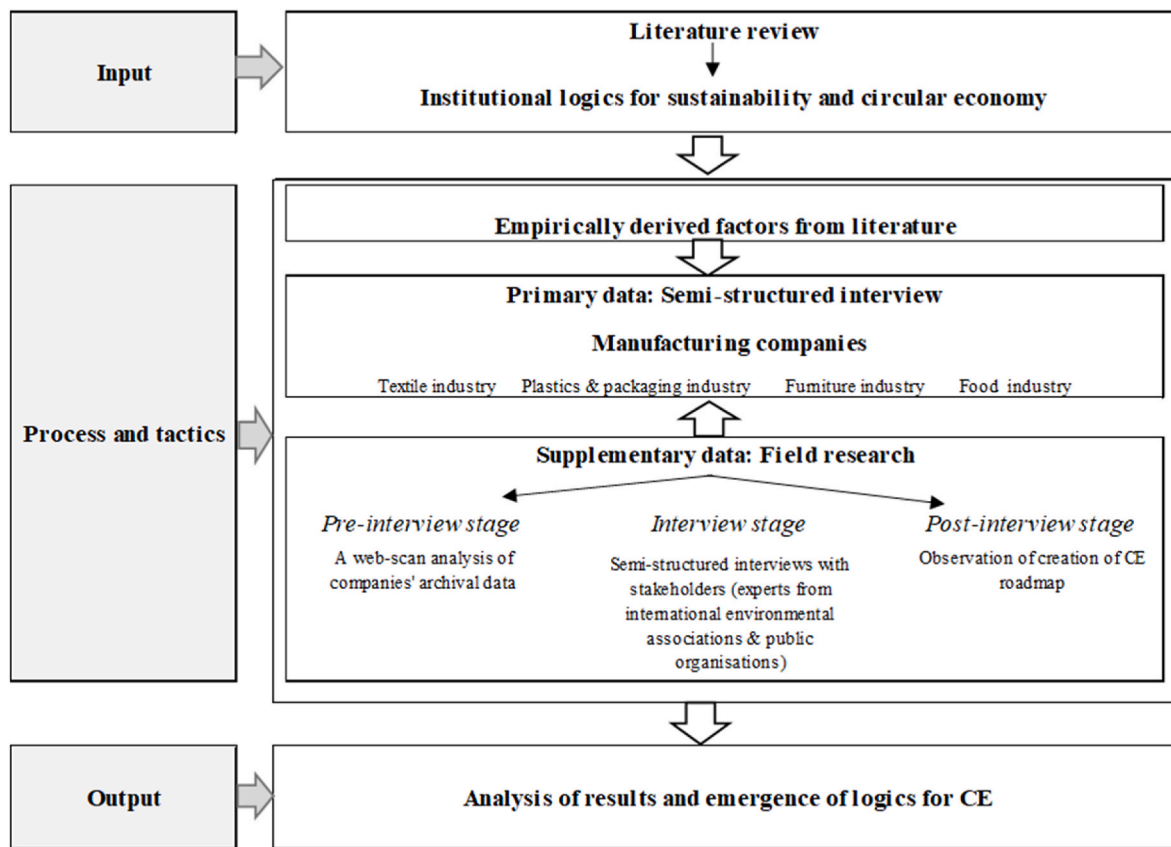 Input
Literature review
Institutional logics for sustainability and circular economy
Process and tactics
Empirically derived factors from literature
Primary data: Semi-structured interview
Manufacturing companies
Textile industry Plastics & packaging industry Furniture industry Food industry
Supplementary data: Field research
Pre-interview stage
A web-scan analysis of
companies' archival data
Interview stage
Semi-structured interviews with
stakeholders (experts from
international environmental
associations & public
organisations)
Post-interview stage
Observation of creation of CE
roadmap
Output
Analysis of results and emergence of logics for CE